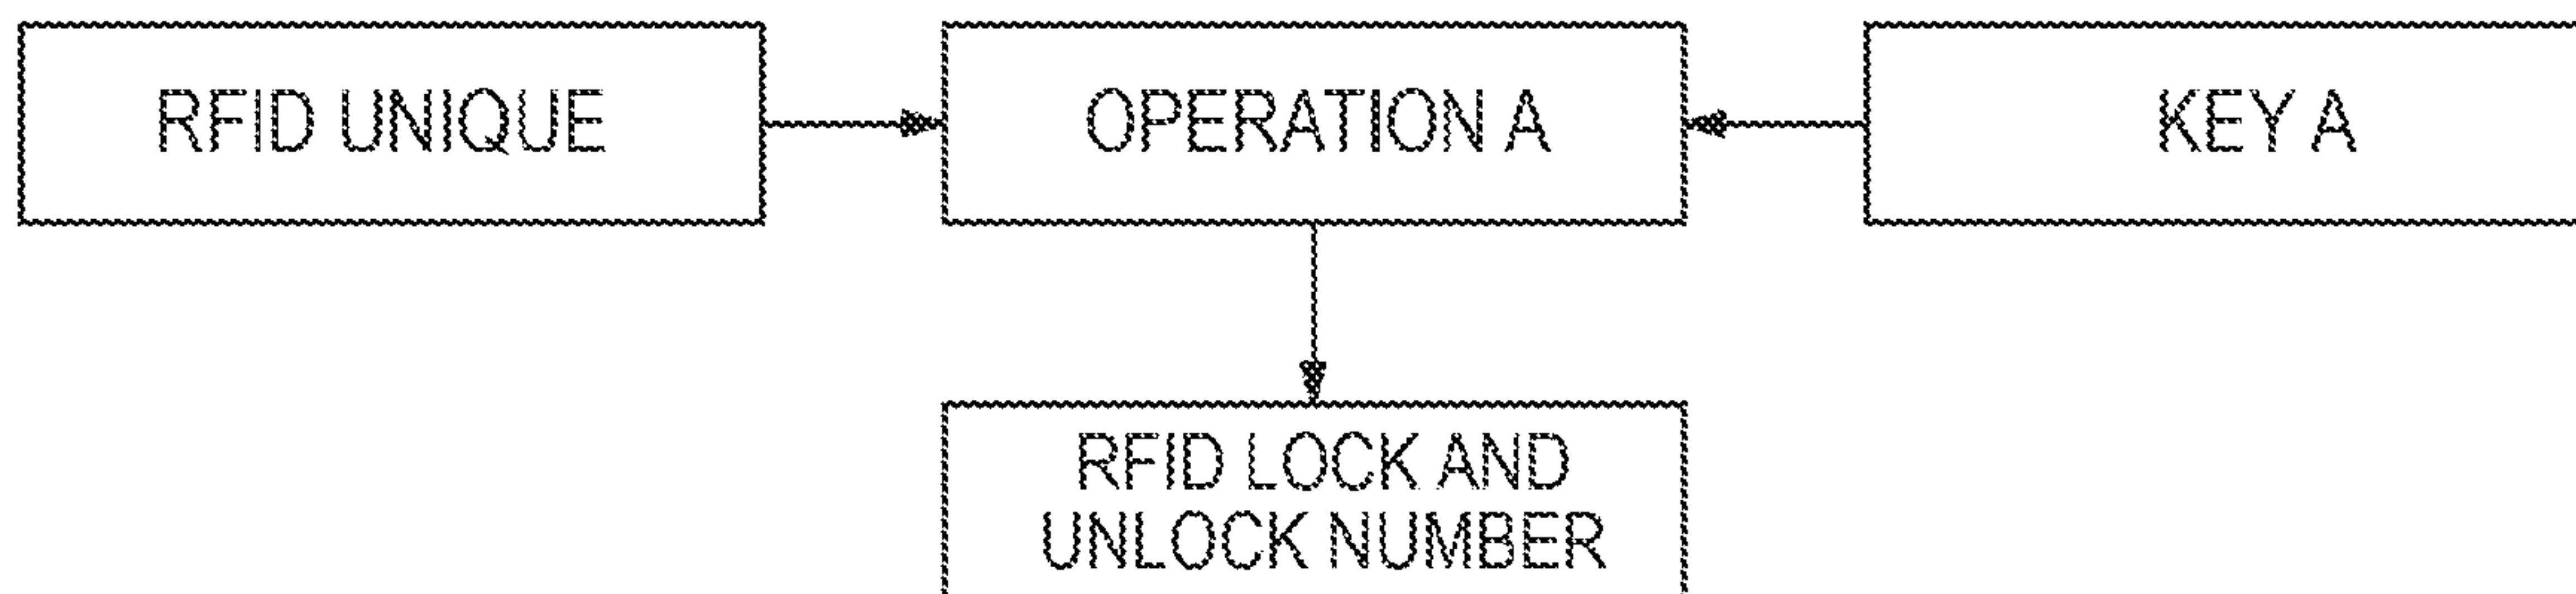 RFID UNIQUE
OPERATION A
KEY A
RFID LOCK AND
UNLOCK NUMBER